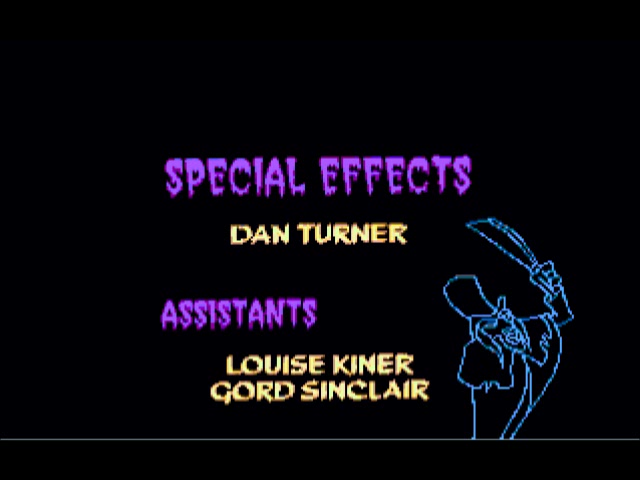 SPECIAL EFFECTS
DAN TURNER
ASSISTANTS
LOUISE KINER
GORD SINCLAIR